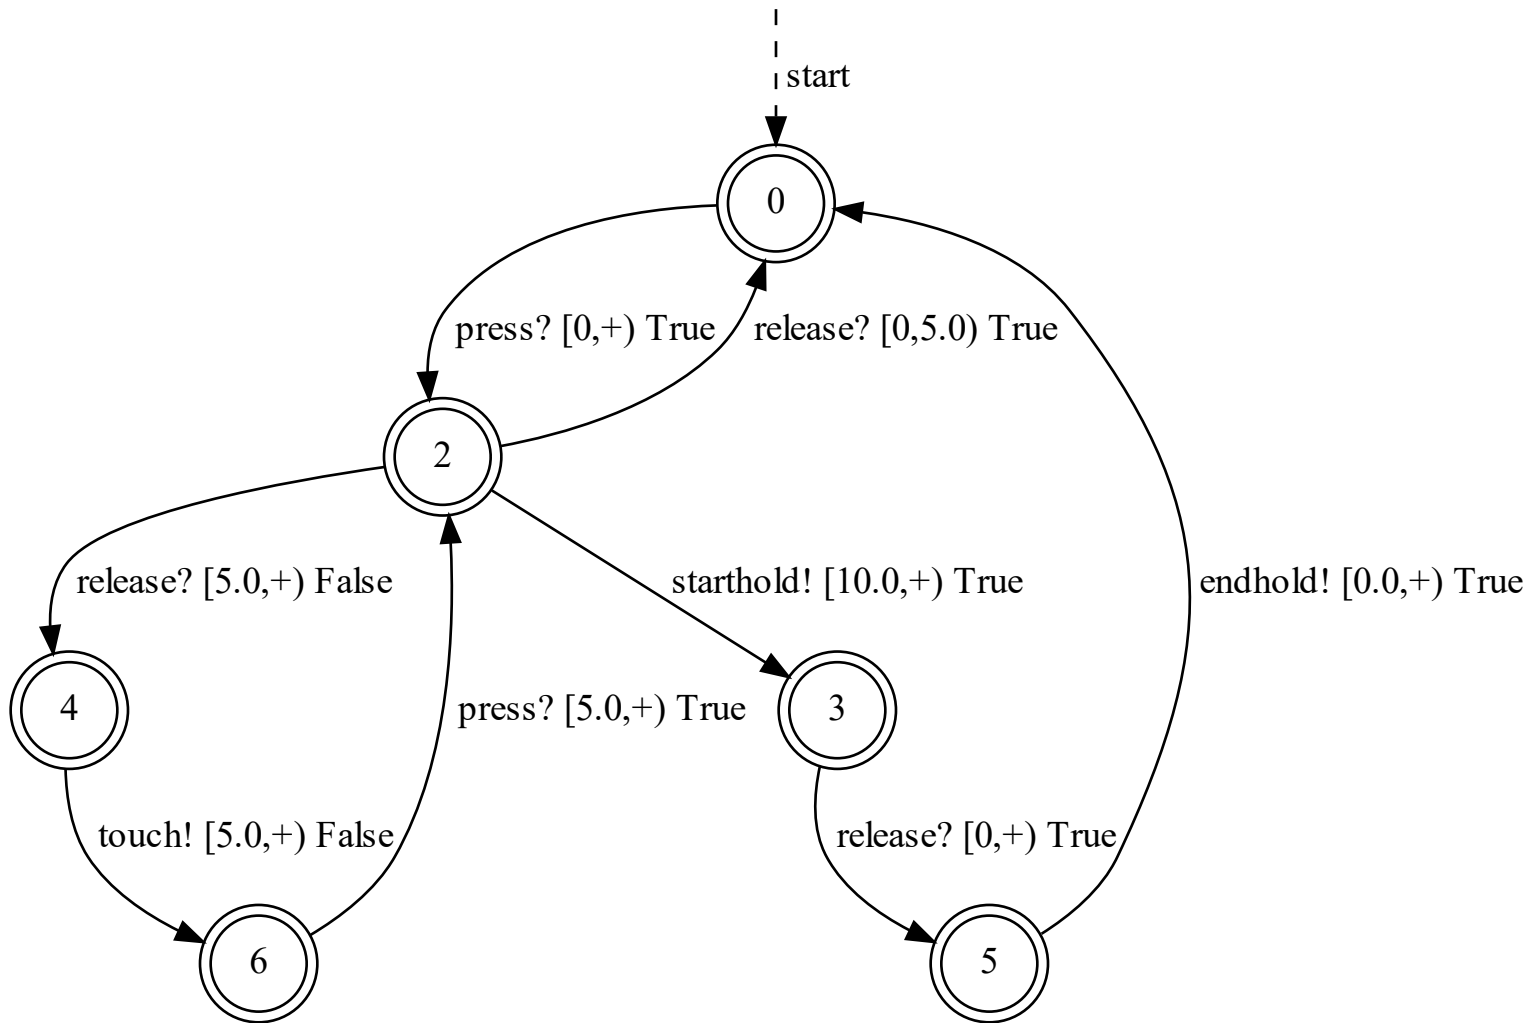 start
0
press? [0,+) True
release? [0,5.0) True
2
release? [5.0,+) False
starthold! [10.0,+) True
endhold! [0.0,+) True
4
press? [5.0,+) True
3
touch! [5.0,+) False
release? [0,+) True
6
5